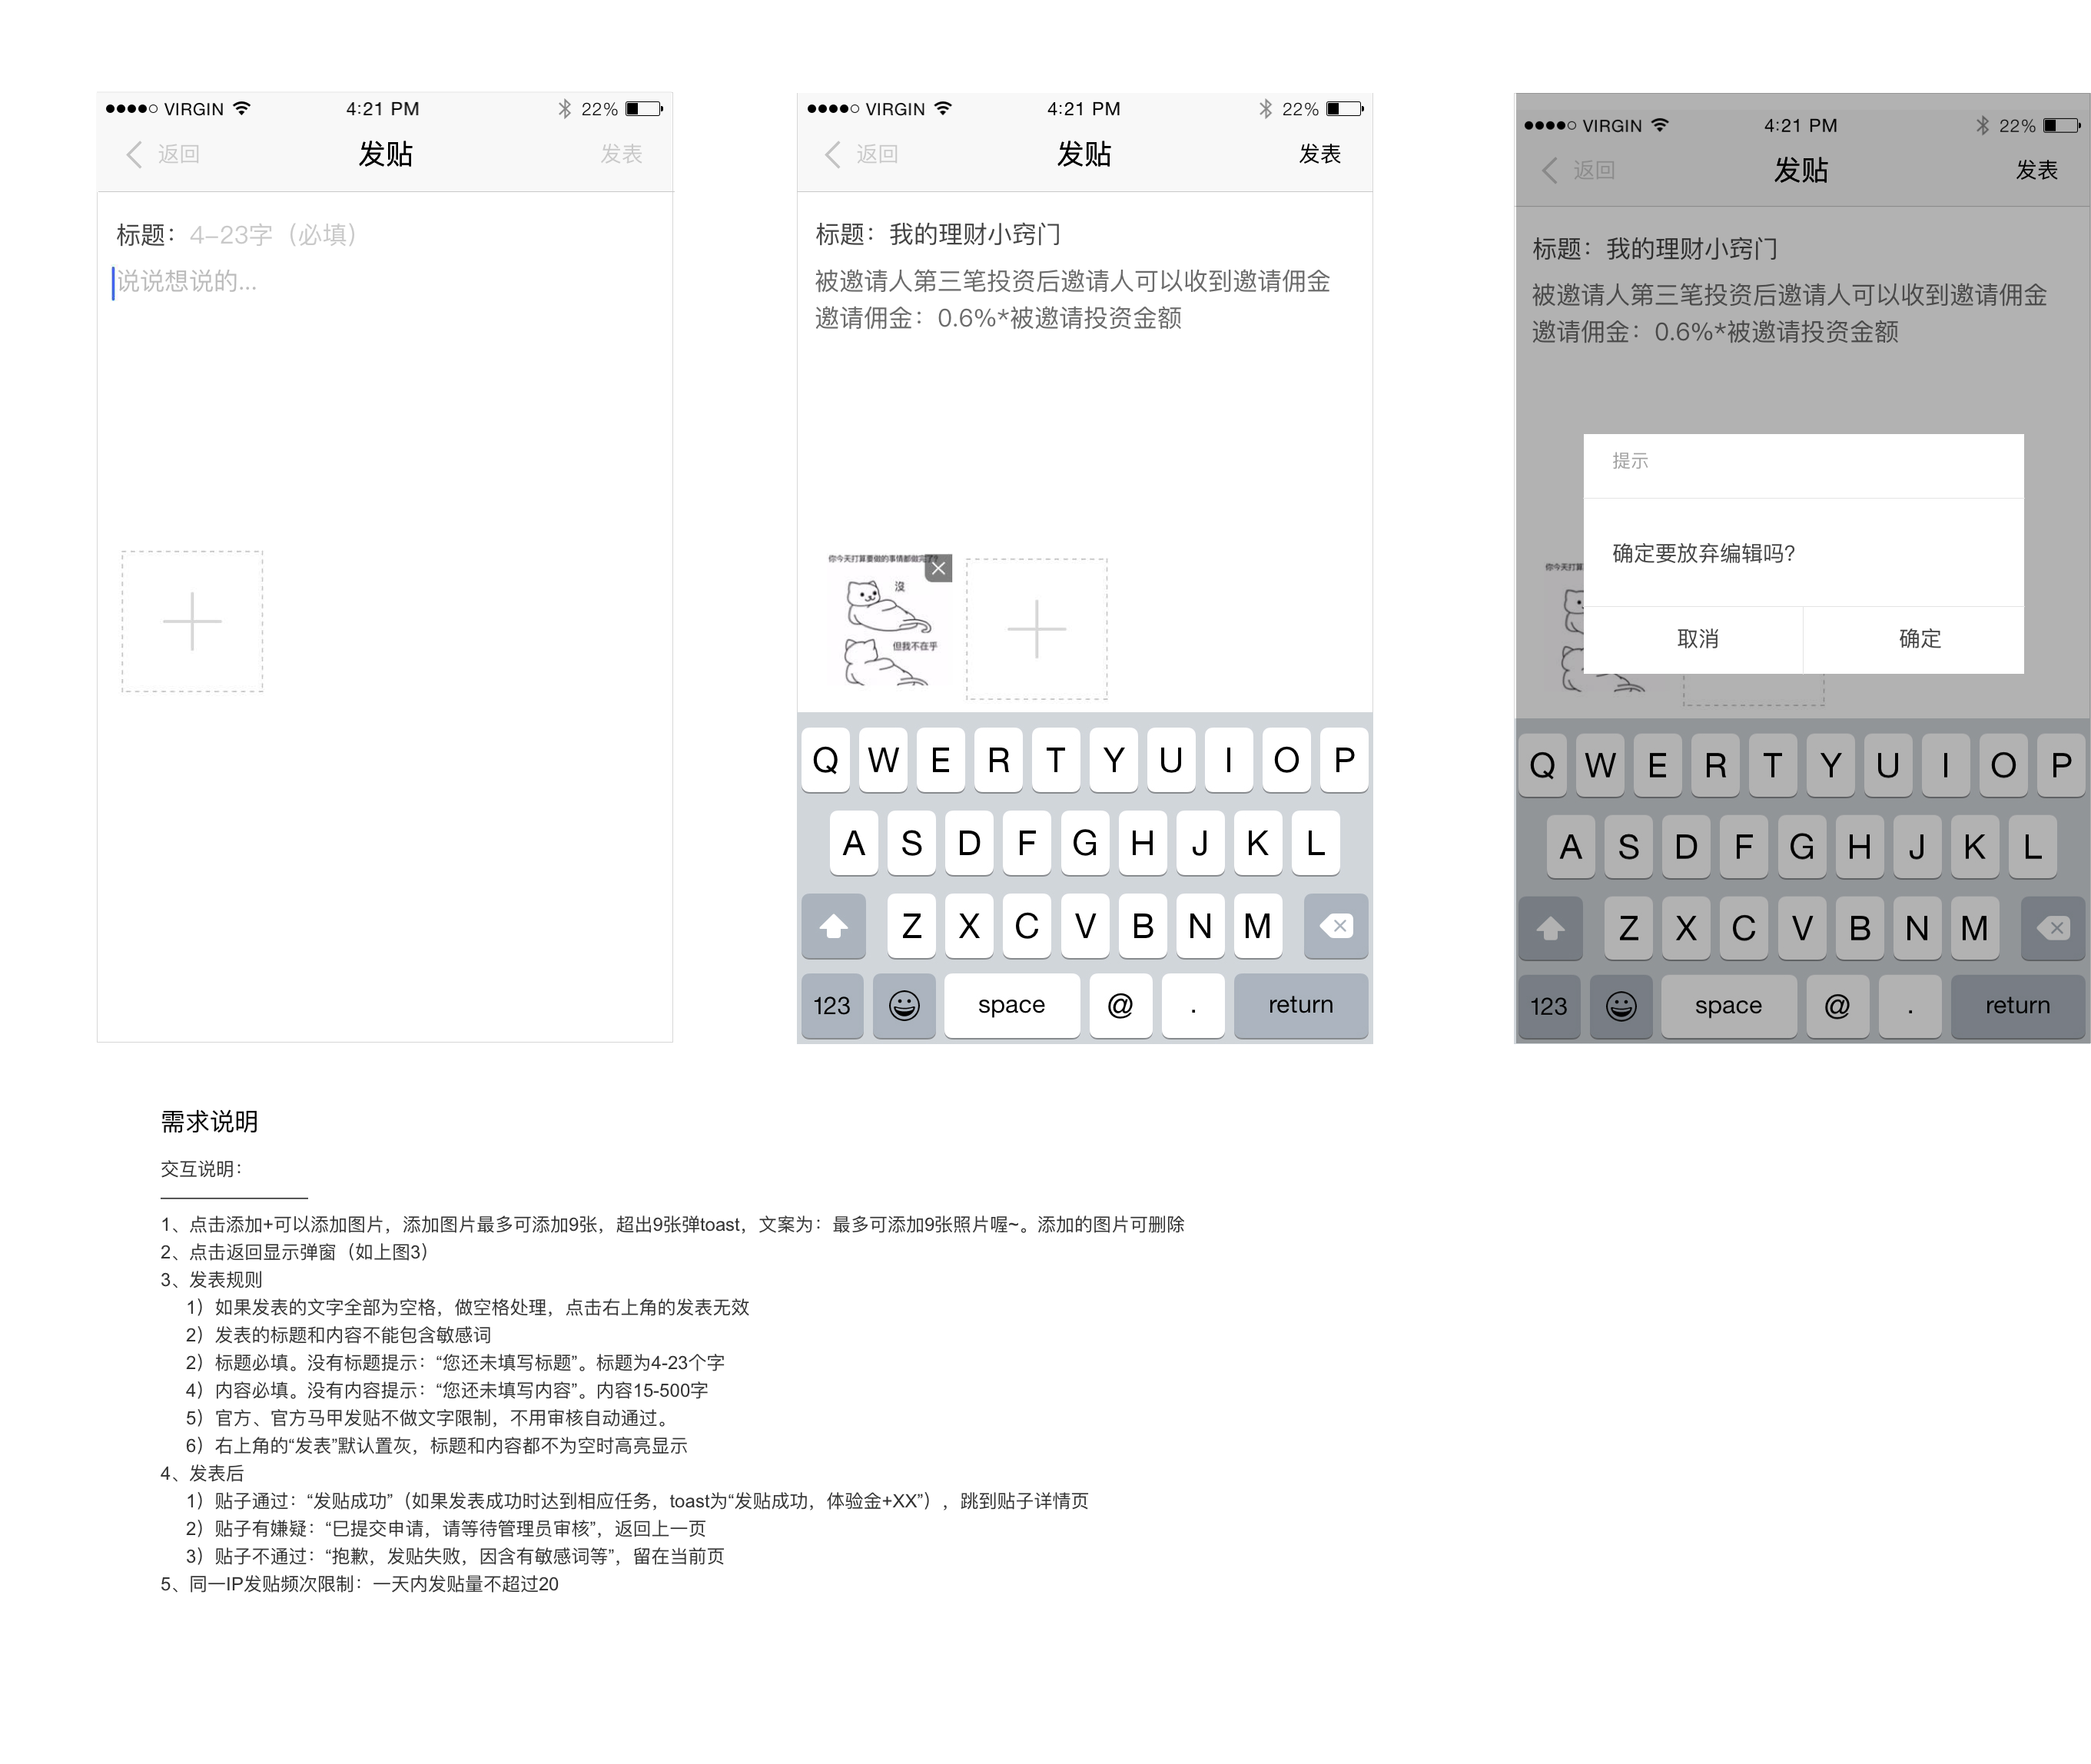 VIRGIN 4:21 PM 22%
返回 发贴 发表
标题：4-23字（必填）
说说想说的...
VIRGIN 4:21 PM 22%
返回 发贴 发表
标题：我的理财小窍门
被邀请人第三笔投资后邀请人可以收到邀请佣金
邀请佣金：0.6%*被邀请投资金额
你今天打算要做的事情都做完了?
沒
但我不在乎
Q W E R T Y U I O P
A S D F G H J K L
Z X C V B N M
123 space @ . return
VIRGIN 4:21 PM 22%
返回 发贴 发表
标题：我的理财小窍门
被邀请人第三笔投资后邀请人可以收到邀请佣金
邀请佣金：0.6%*被邀请投资金额
提示
你今天打算
确定要放弃编辑吗？
取消 确定
Q W E R T Y U I O P
A S D F G H J K L
Z X C V B N M
123 space @ . return
需求说明
交互说明：
1、点击添加+可以添加图片，添加图片最多可添加9张，超出9张弹toast，文案为：最多可添加9张照片喔~。添加的图片可删除
2、点击返回显示弹窗（如上图3）
3、发表规则
1）如果发表的文字全部为空格，做空格处理，点击右上角的发表无效
2）发表的标题和内容不能包含敏感词
2）标题必填。没有标题提示：“您还未填写标题”。标题为4-23个字
4）内容必填。没有内容提示：“您还未填写内容”。内容15-500字
5）官方、官方马甲发贴不做文字限制，不用审核自动通过。
6）右上角的“发表”默认置灰，标题和内容都不为空时高亮显示
4、发表后
1）贴子通过：“发贴成功”（如果发表成功时达到相应任务，toast为“发贴成功，体验金+XX”），跳到贴子详情页
2）贴子有嫌疑：“巳提交申请，请等待管理员审核”，返回上一页
3）贴子不通过：“抱歉，发贴失败，因含有敏感词等”，留在当前页
5、同一IP发贴频次限制：一天内发贴量不超过20